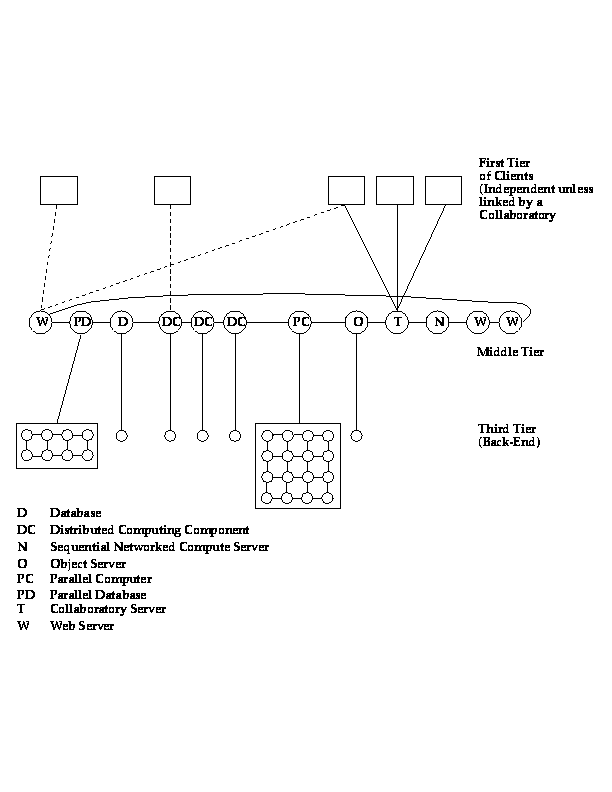 First Tier
of Clients
(Independent unless
linked by a
Collaboratory
W PD D DC DC DC PC O T N W W
Middle Tier
Third Tier
(Back-End)
D Database
DC Distributed Computing Component
N Sequential Networked Compute Server
O Object Server
PC Parallel Computer
PD Parallel Database
T Collaboratory Server
W Web Server